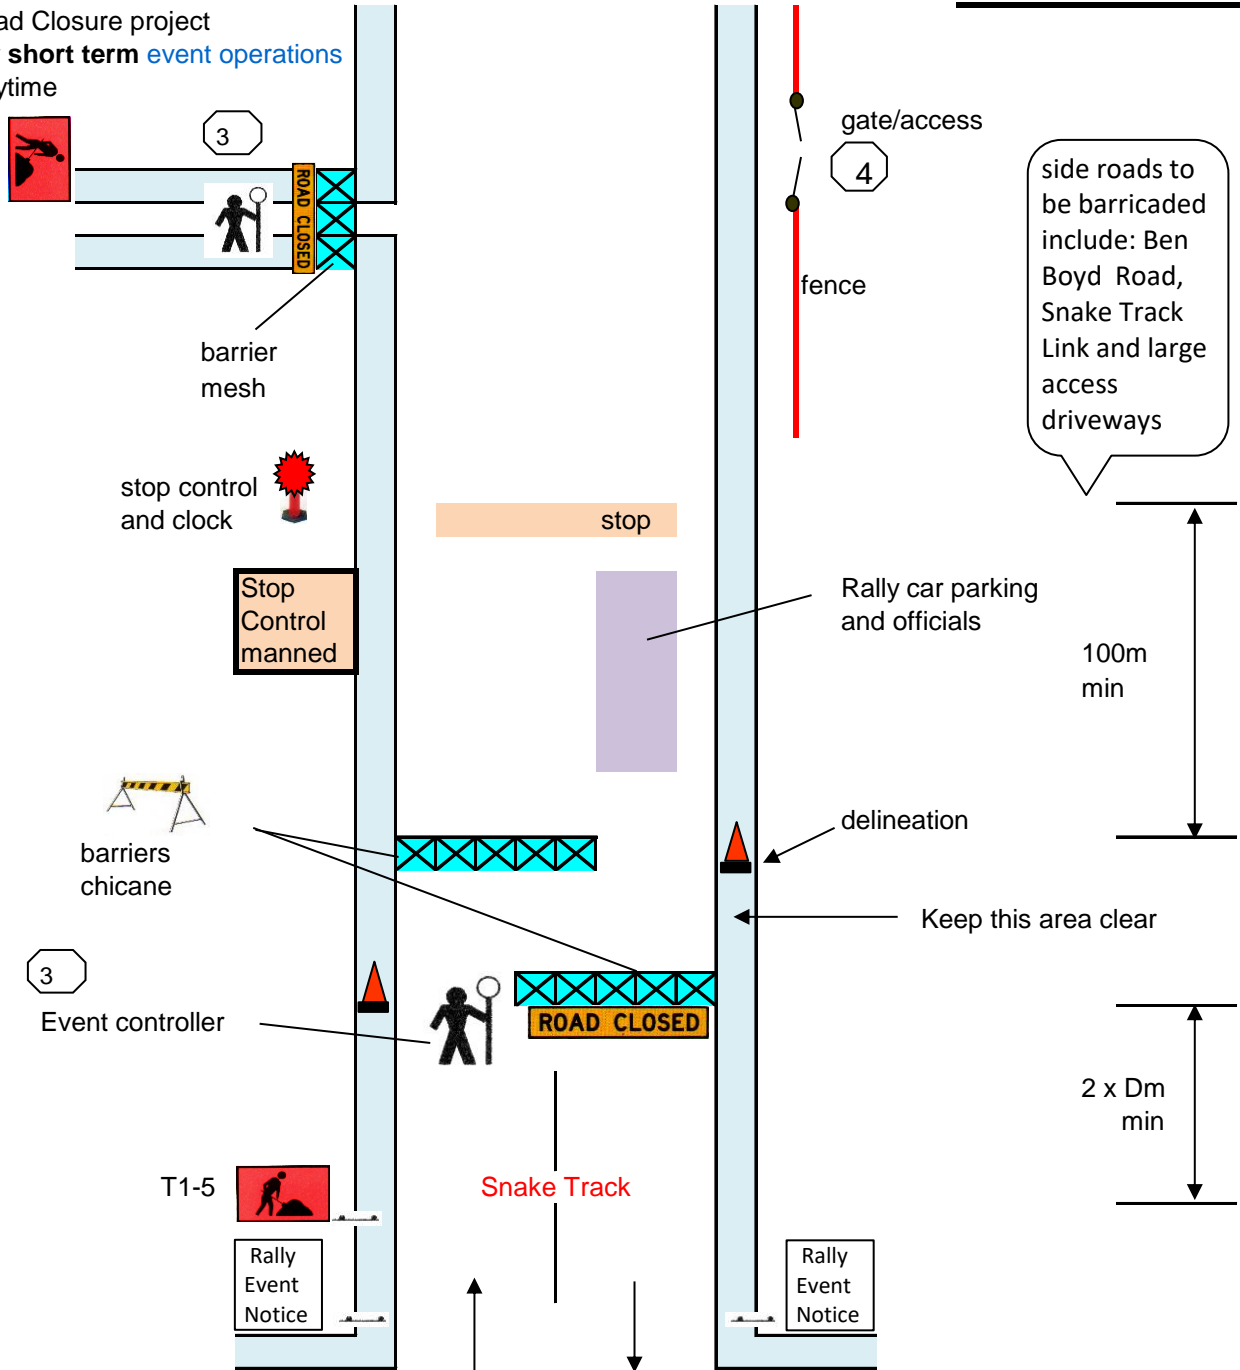 ad Closure project
short term event operations
ytime
3
ROAD CLOSED
gate/access
4
side roads to
be barricaded
include: Ben
Boyd Road,
Snake Track
Link and large
access
driveways
fence
barrier
mesh
stop control
and clock
stop
Stop
Control
manned
Rally car parking
and officials
100m
min
barriers
chicane
delineation
Keep this area clear
3
Event controller
ROAD CLOSED
2 x Dm
min
T1-5
Snake Track
Rally
Event
Notice
Rally
Event
Notice